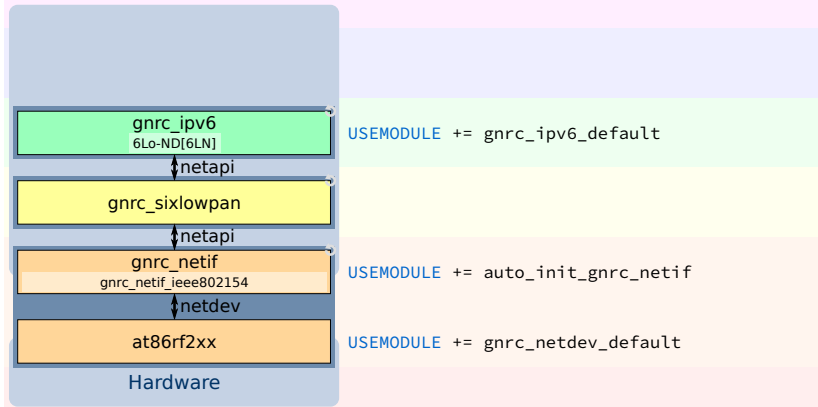 gnrc_ipv6
6Lo-ND[6LN]
USEMODULE += gnrc_ipv6_default
netapi
gnrc_sixlowpan
netapi
gnrc_netif
gnrc_netif_ieee802154
USEMODULE += auto_init_gnrc_netif
netdev
at86rf2xx
USEMODULE += gnrc_netdev_default
Hardware